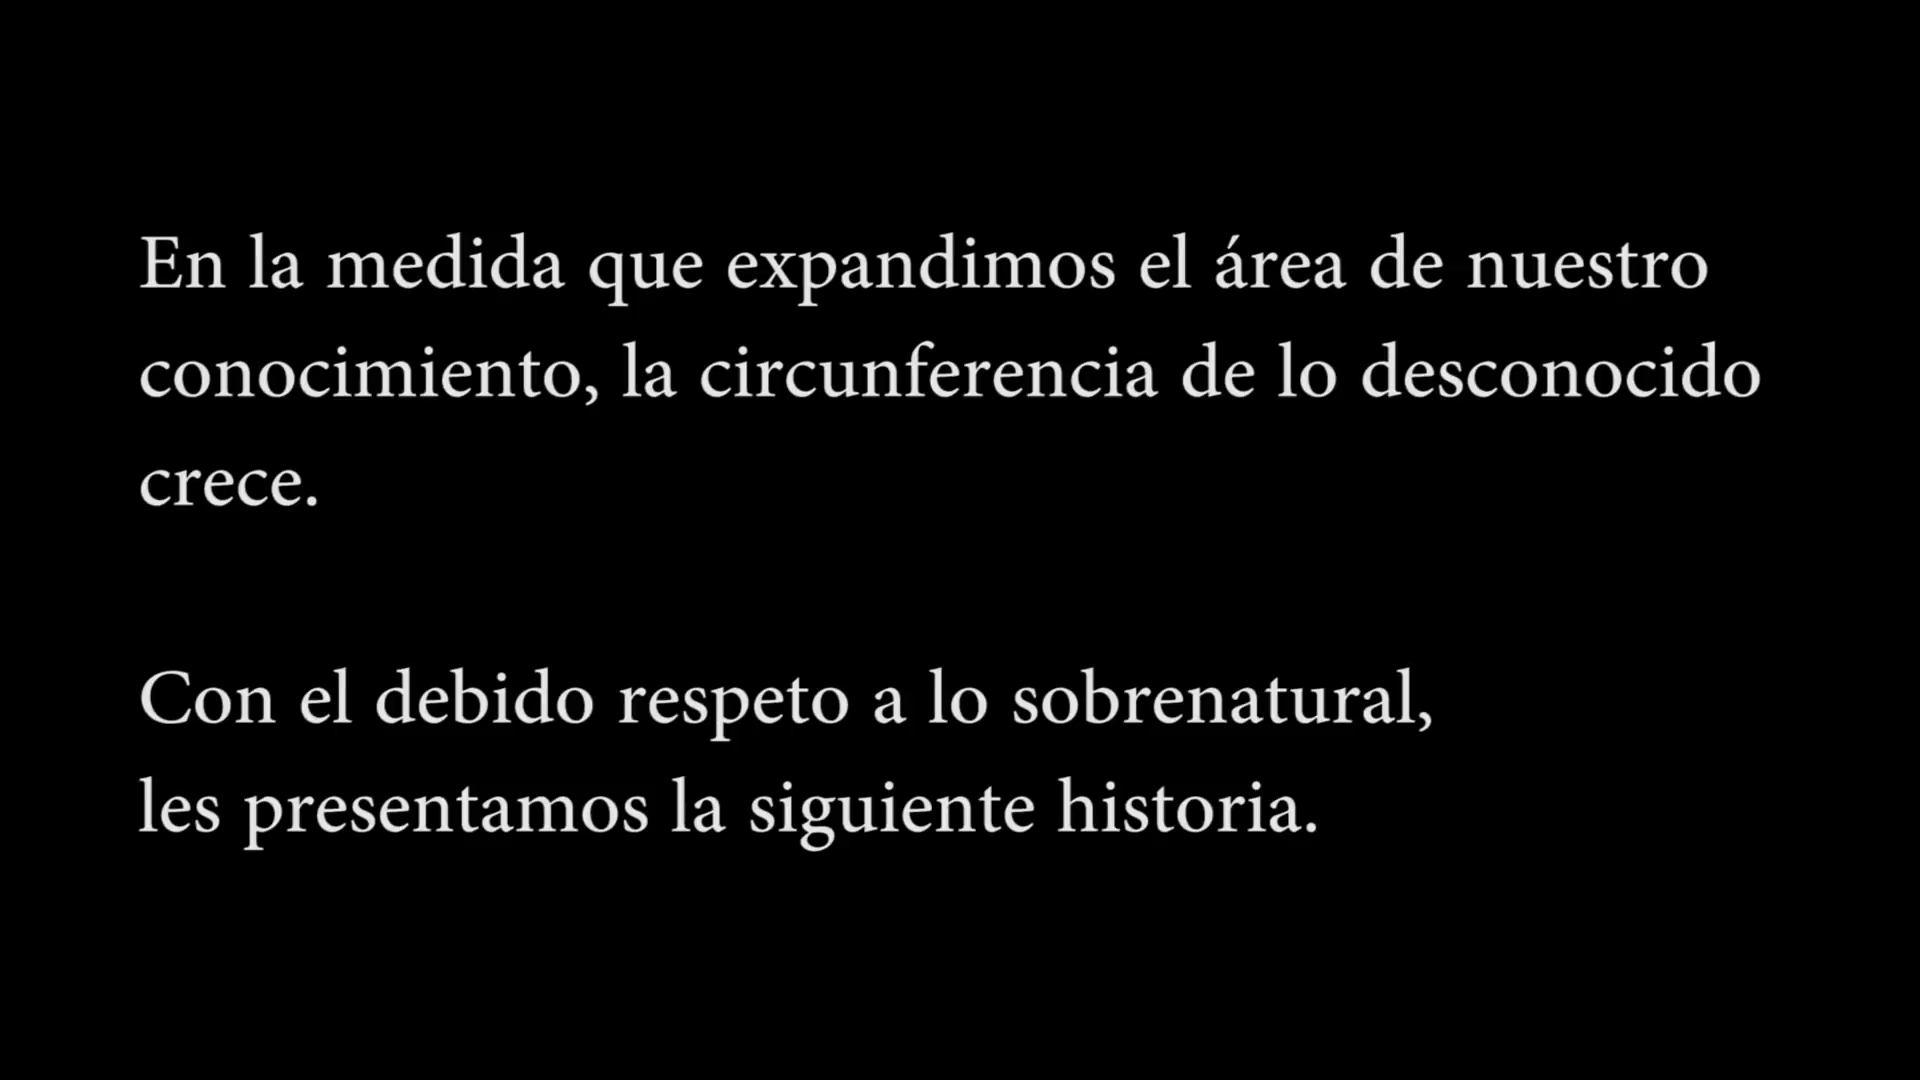 En la medida que expandimos el área de nuestro
conocimiento, la circunferencia de lo desconocido
crece.
Con el debido respeto a lo sobrenatural,
les presentamos la siguiente historia.